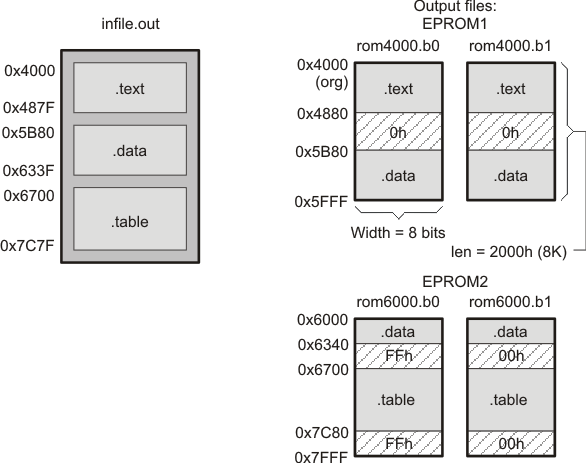 infile.out
0x4000
.text
0x487F
0x5B80
.data
0x633F
0x6700
.table
0x7C7F
Output files:
EPROM1
rom4000.b0 rom4000.b1
0x4000
(org)
.text .text
0x4880
0h 0h
0x5B80
.data .data
0x5FFF
Width = 8 bits
len = 2000h (8K)
EPROM2
rom6000.b0 rom6000.b1
0x6000
.data .data
0x6340
FFh 00h
0x6700
.table .table
0x7C80
FFh 00h
0x7FFF